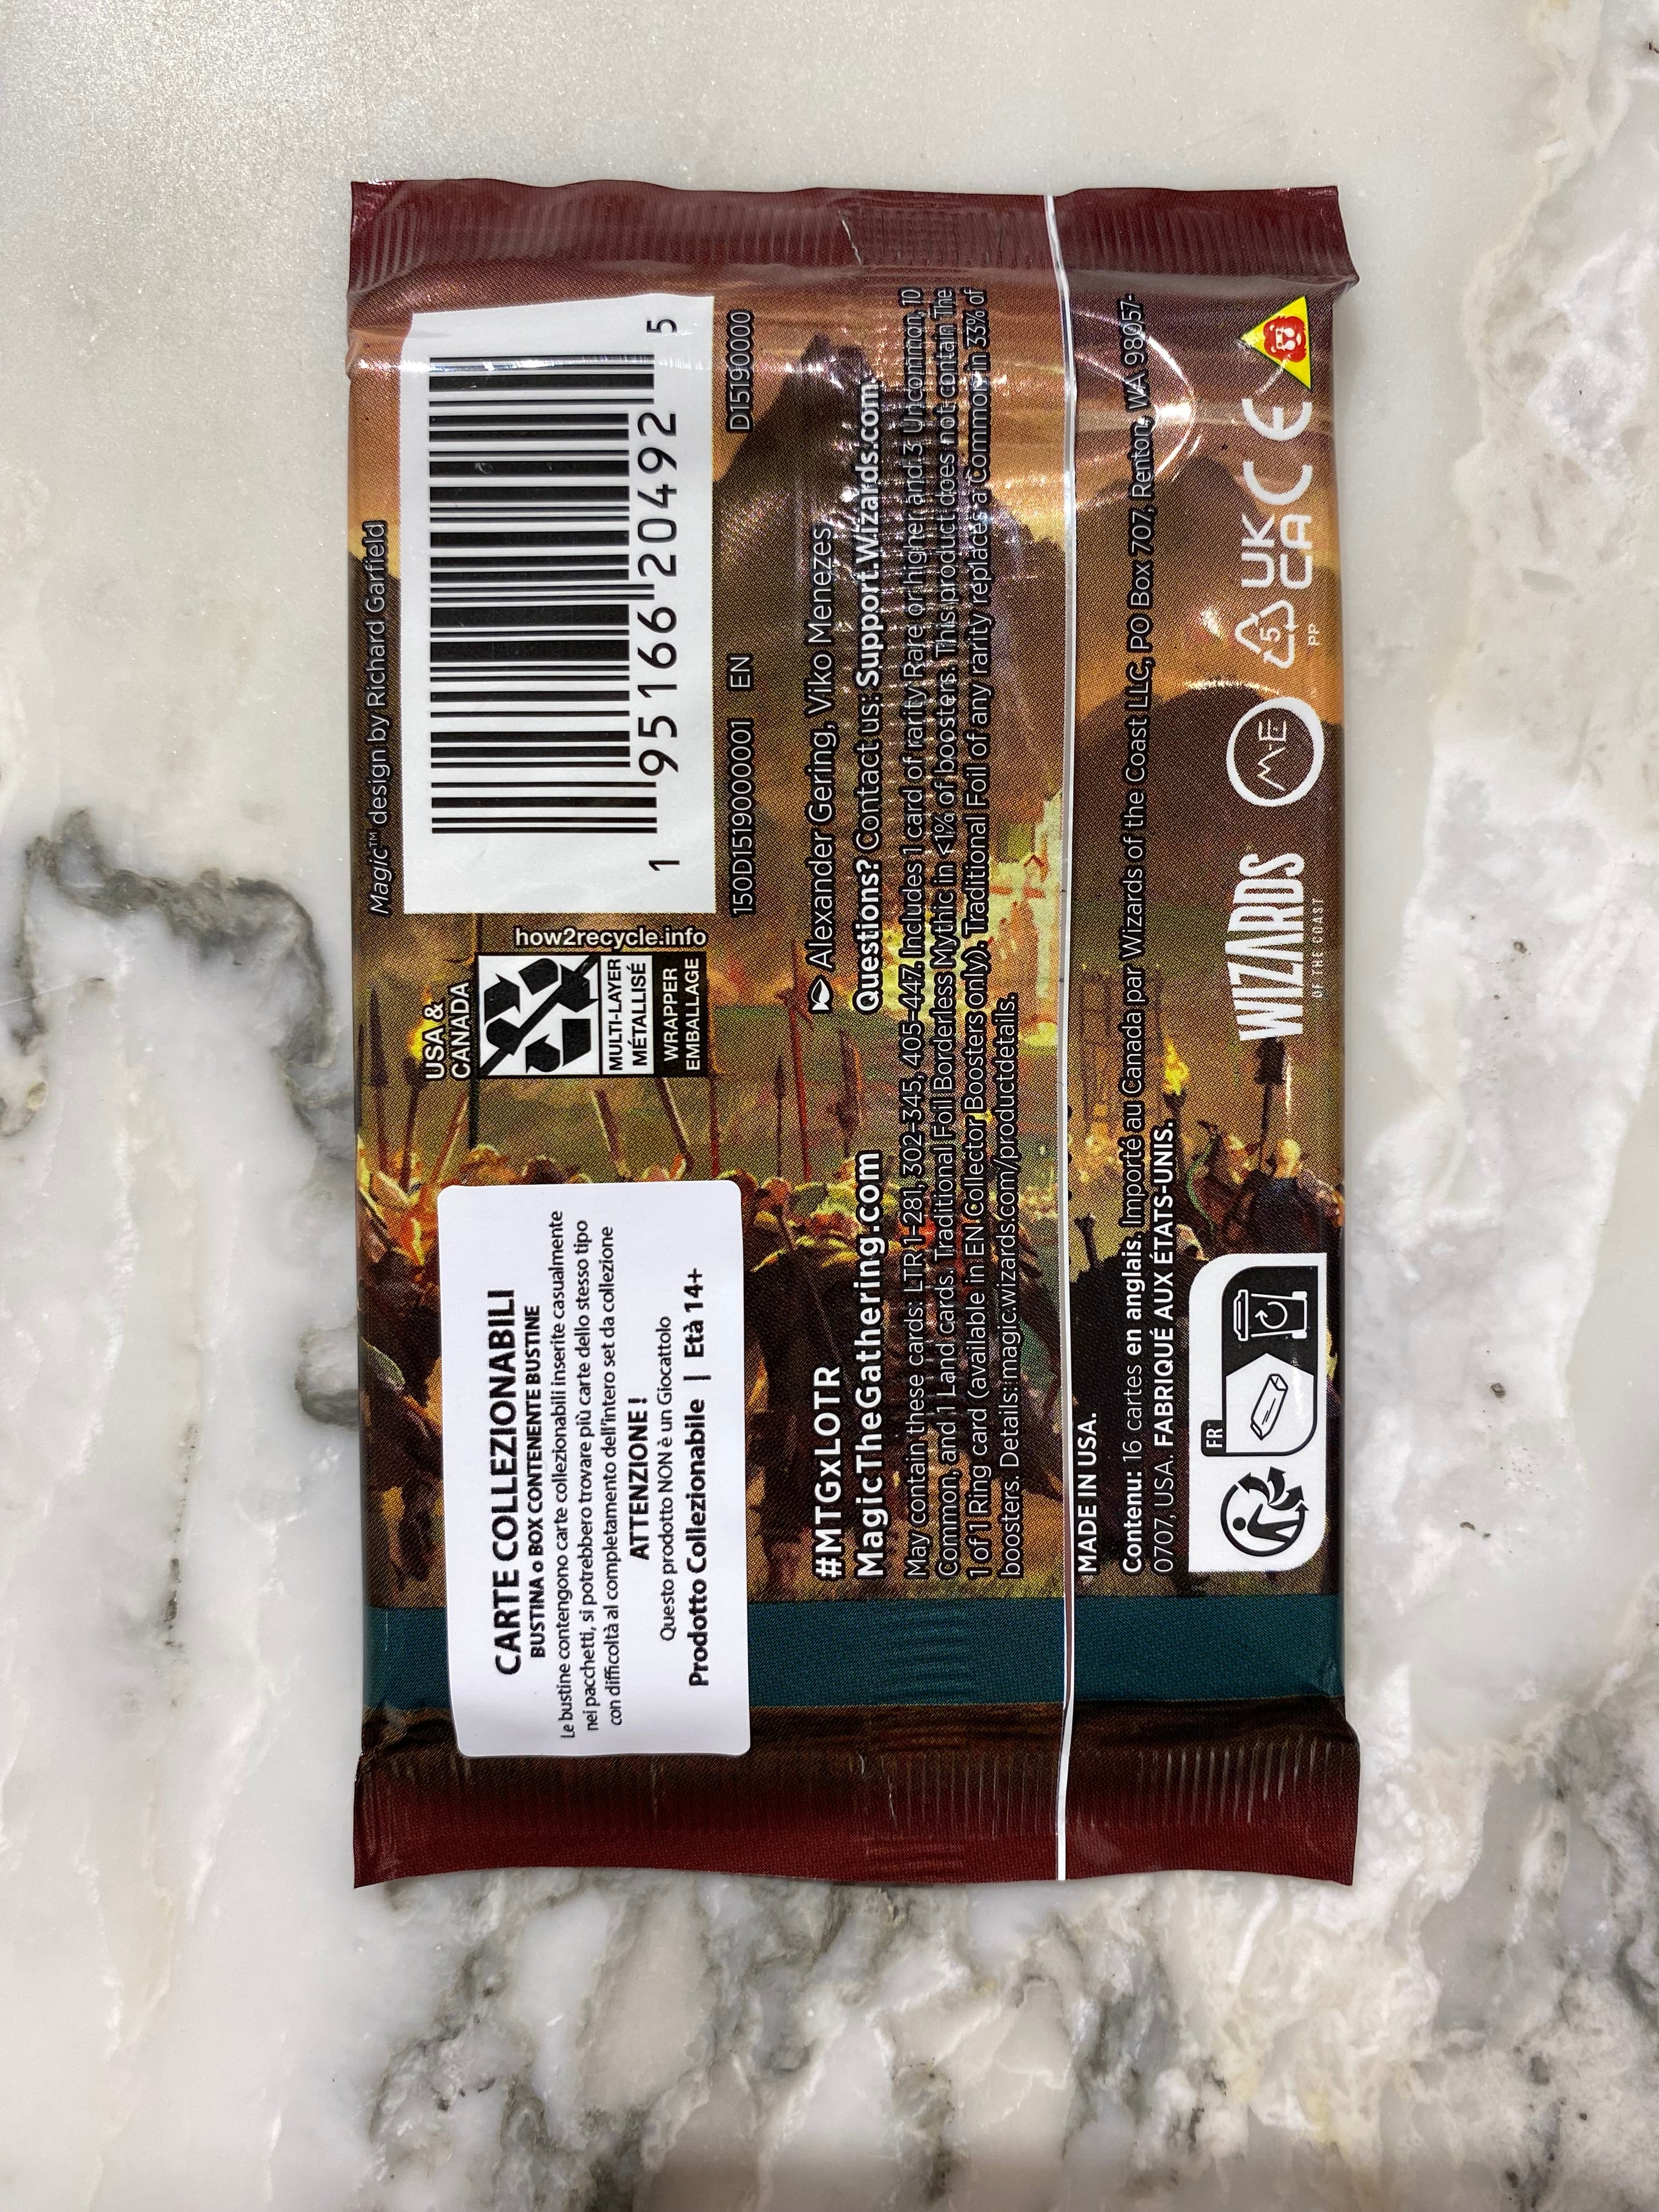 Magic™ design by Richard Garfield
1 95166 20492 5
150D1519000001 EN D15190000
how2recycle.info
USA &
CANADA
MULTI-LAYER
MÉTALLISÉ
WRAPPER
EMBALLAGE
CARTE COLLEZIONABILI
BUSTINA o BOX CONTENENTE BUSTINE
Le bustine contengono carte collezionabili inserite casualmente
nei pacchetti, si potrebbero trovare più carte dello stesso tipo
con difficoltà al completamento dell'intero set da collezione
ATTENZIONE !
Questo prodotto NON è un Giocattolo
Prodotto Collezionabile | Età 14+
#MTGxLOTR
MagicTheGathering.com
Alexander Gering, Viko Menezes
Questions? Contact us: Support.Wizards.com
May contain these cards: LTR 1-281, 302-345, 405-447. Includes 1 card of rarity Rare or higher and 3 Uncommon, 10
Common, and 1 Land cards. Traditional Foil Borderless Mythic in <1% of boosters. This product does not contain The
1 of 1 Ring card (available in EN Collector Boosters only). Traditional Foil of any rarity replaces a Common in 33% of
boosters. Details: magic.wizards.com/productdetails.
MADE IN USA.
Contenu: 16 cartes en anglais. Importé au Canada par Wizards of the Coast LLC, PO Box 707, Renton, WA 98057-
0707, USA. FABRIQUÉ AUX ÉTATS-UNIS.
FR
WIZARDS
OF THE COAST
M-E
5
PP
UK
CA
CE